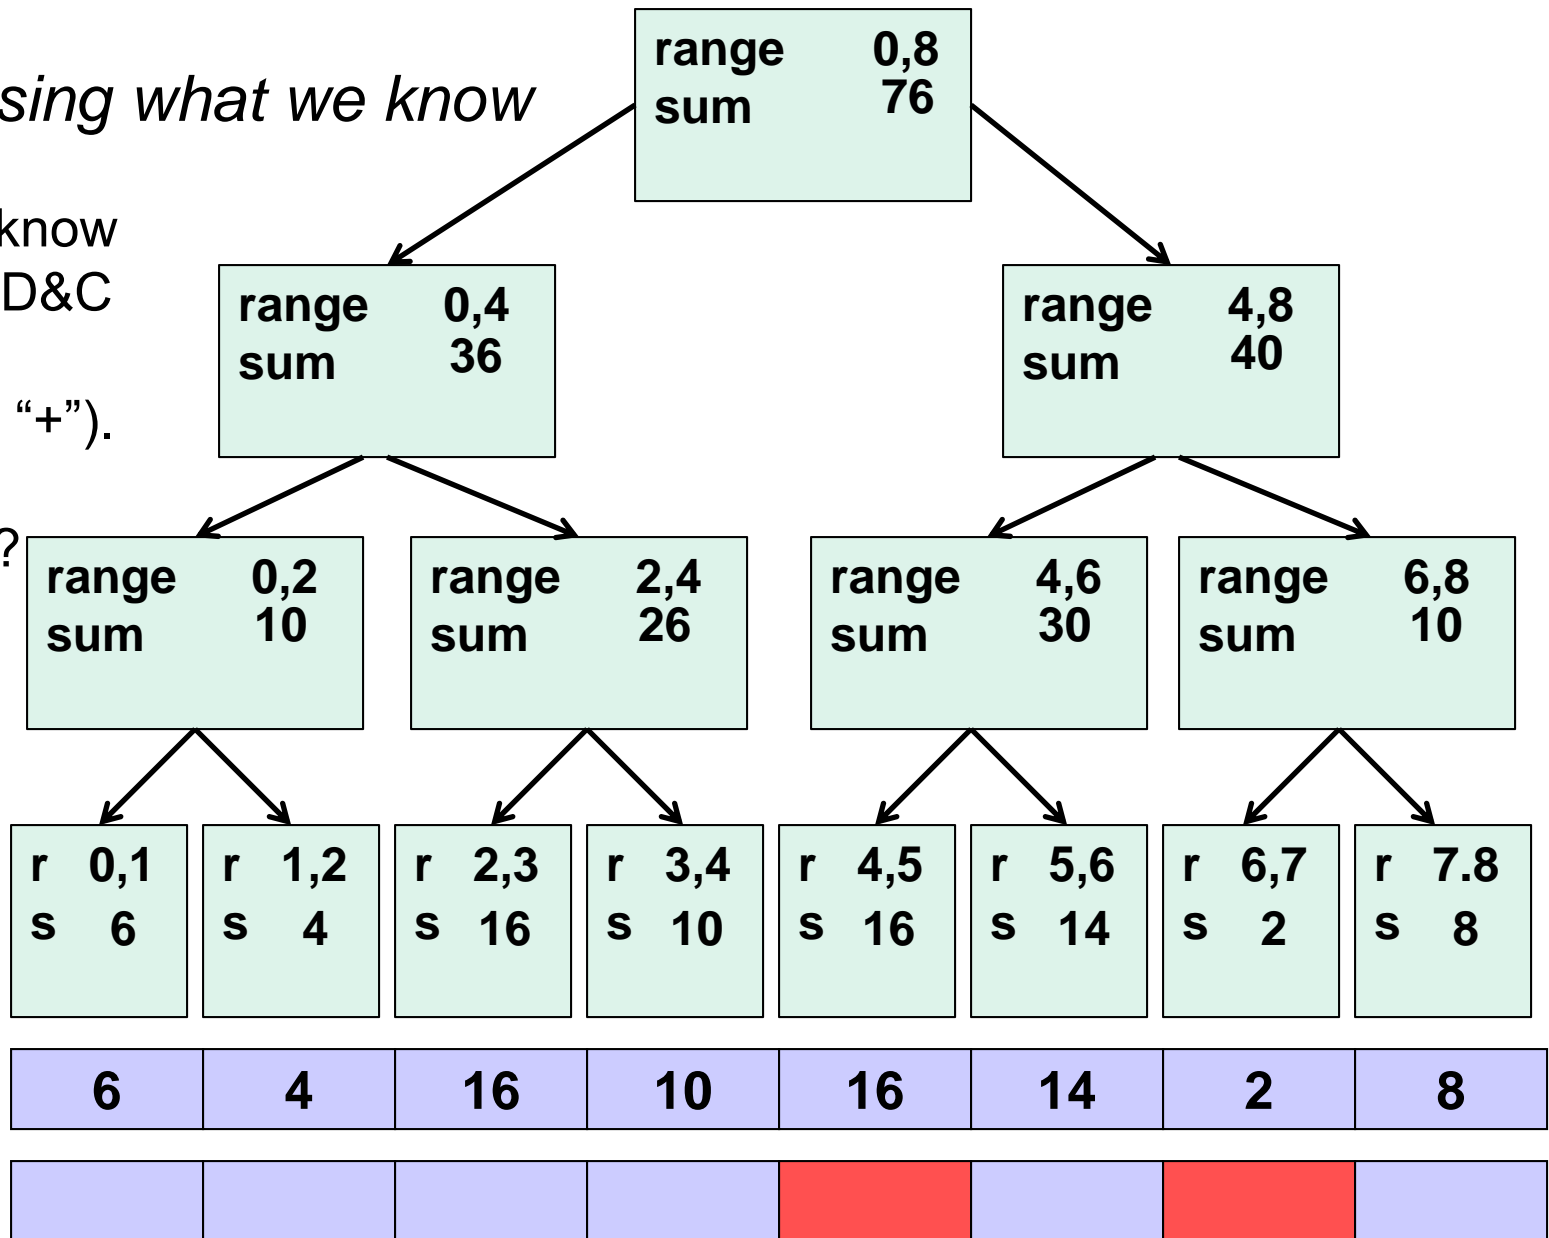 sing what we know
know
D&C
“+”).
?
range 0,8
sum 76
range 0,4
sum 36
range 4,8
sum 40
range 0,2
sum 10
range 2,4
sum 26
range 4,6
sum 30
range 6,8
sum 10
r 0,1
s 6
r 1,2
s 4
r 2,3
s 16
r 3,4
s 10
r 4,5
s 16
r 5,6
s 14
r 6,7
s 2
r 7.8
s 8
6 4 16 10 16 14 2 8